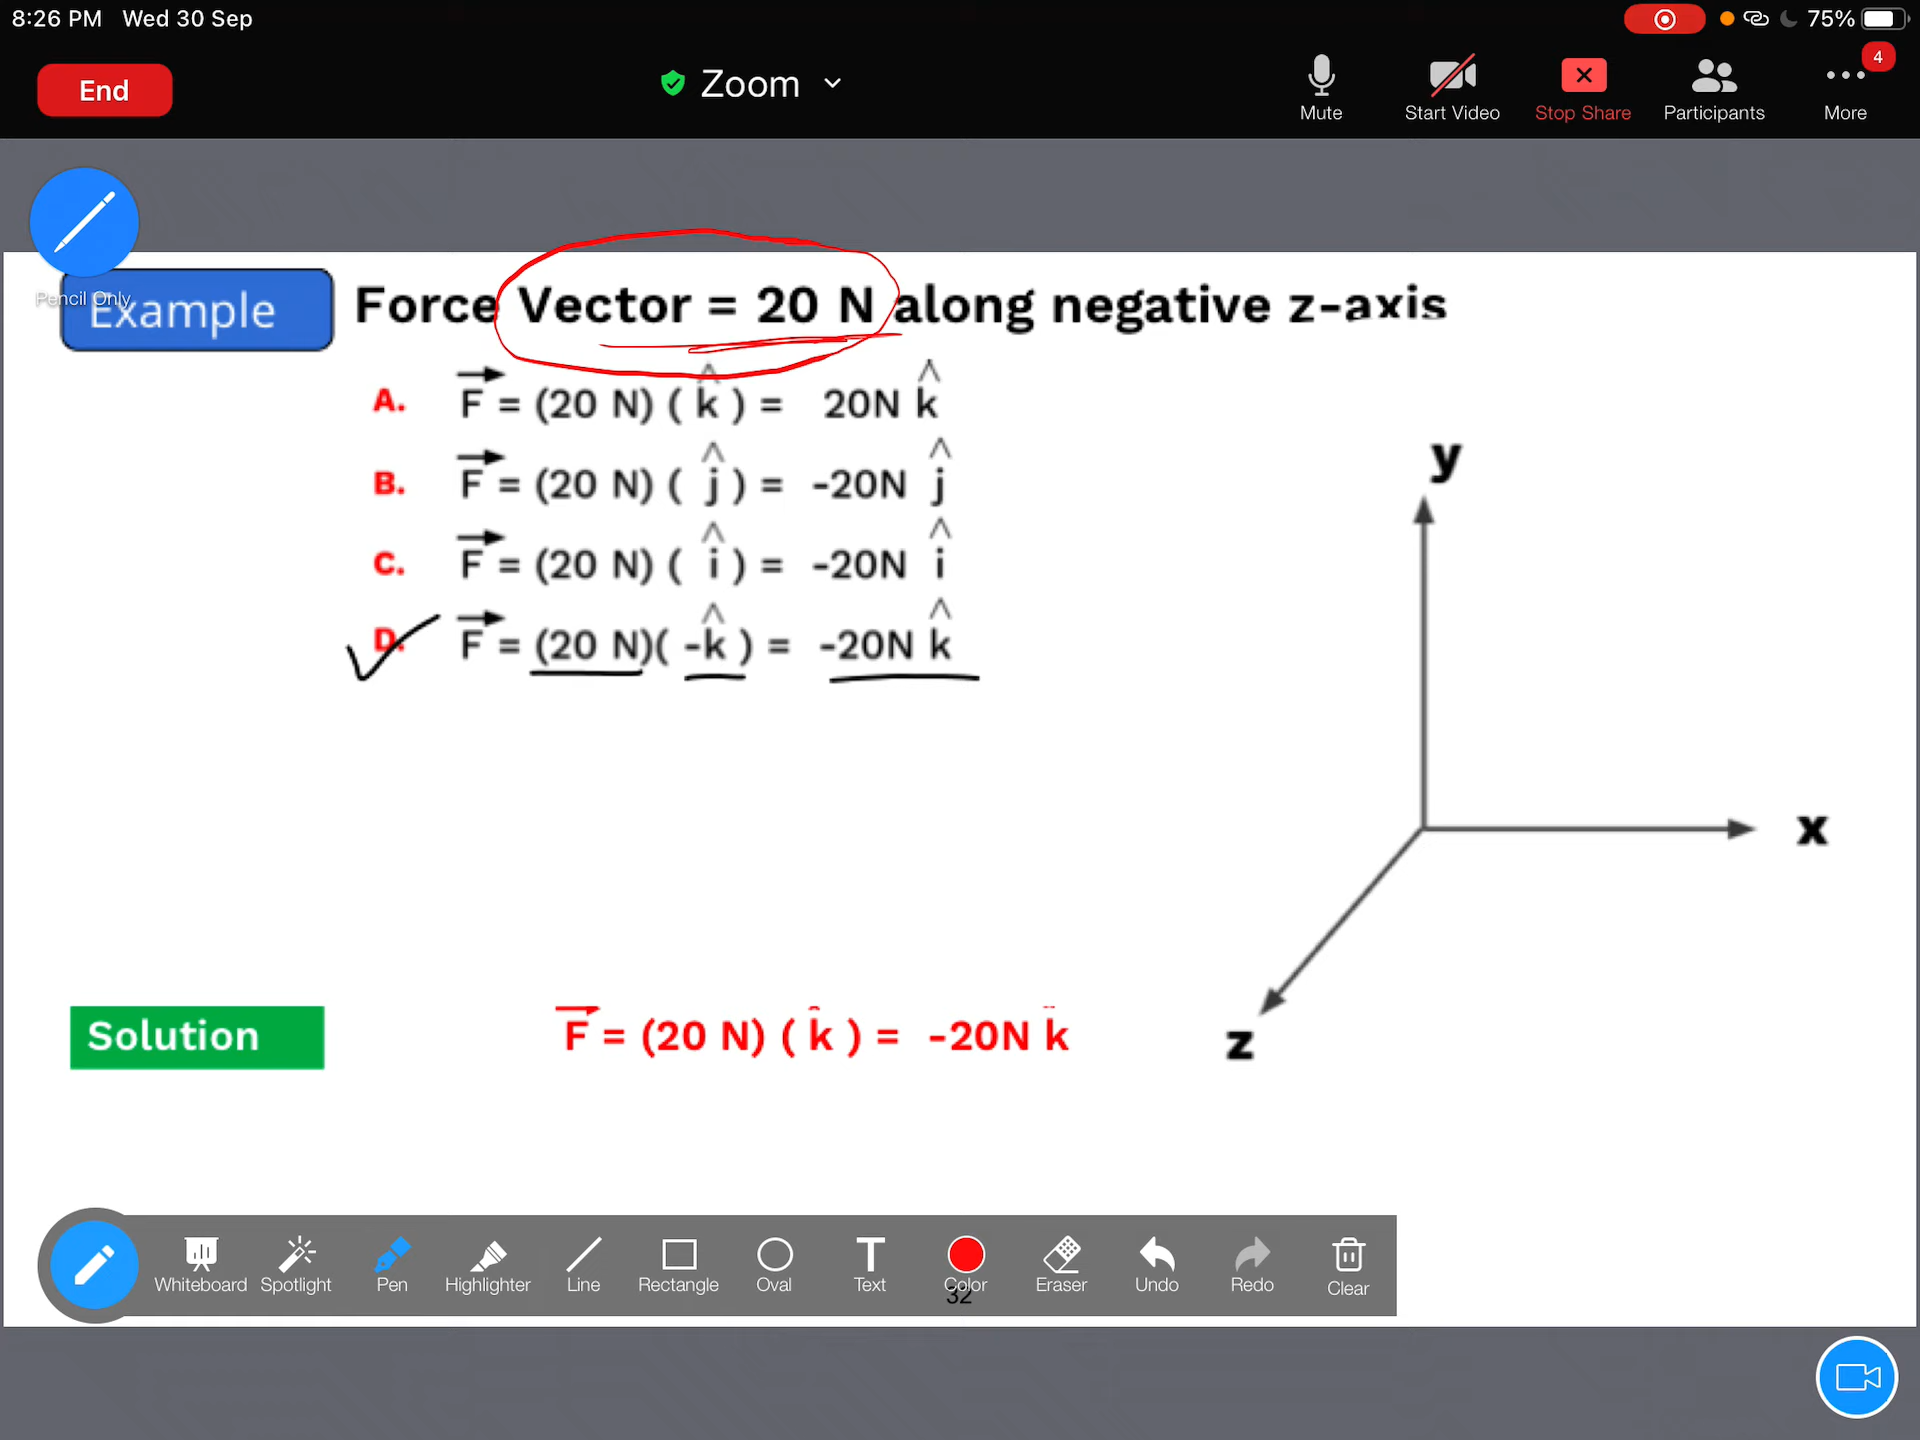 8:26 PM Wed 30 Sep
75%
End
Zoom
Mute
Start Video
Stop Share
Participants
More
4
Pencil Only
Example
Force Vector = 20 N along negative z-axis
A. F = (20 N) ( k̂ ) = 20N k̂
B. F = (20 N) ( ĵ ) = -20N ĵ
C. F = (20 N) ( î ) = -20N î
D. F = (20 N)( -k̂ ) = -20N k̂
y
x
z
Solution
F = (20 N) ( k̂ ) = -20N k̂
Whiteboard
Spotlight
Pen
Highlighter
Line
Rectangle
Oval
T
Text
Color
32
Eraser
Undo
Redo
Clear